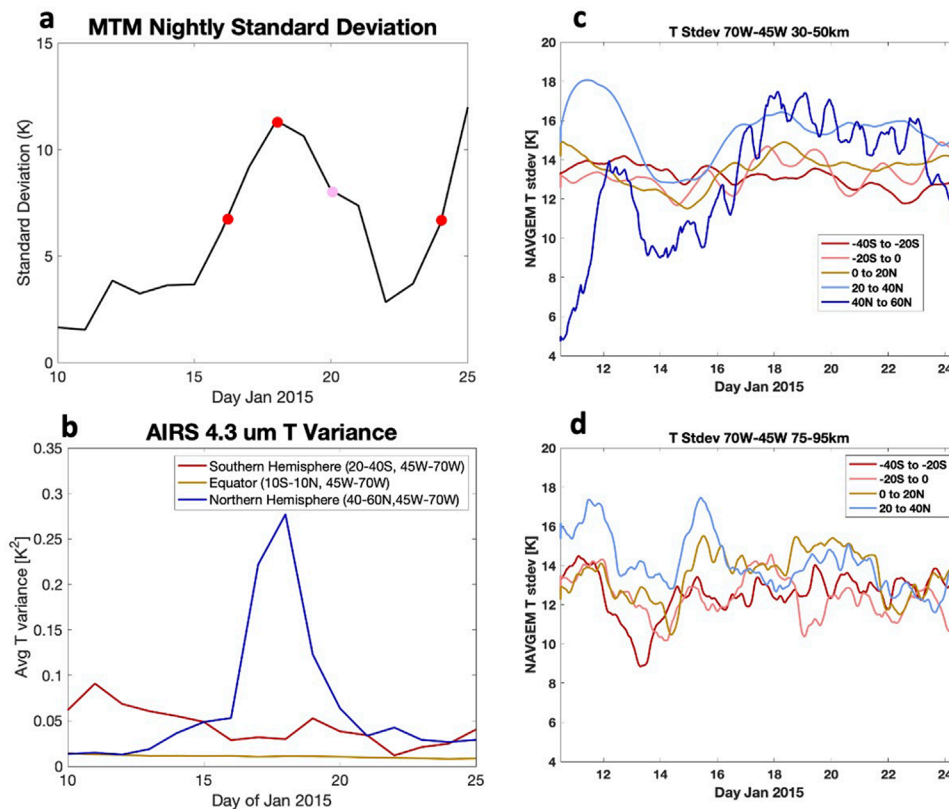 a
MTM Nightly Standard Deviation
Standard Deviation (K)
15
10
5
0
10
15
20
25
Day Jan 2015
b
AIRS 4.3 um T Variance
Avg T variance [K²]
0.35
0.3
0.25
0.2
0.15
0.1
0.05
0
Southern Hemisphere (20-40S, 45W-70W)
Equator (10S-10N, 45W-70W)
Northern Hemisphere (40-60N,45W-70W)
10
15
20
25
Day of Jan 2015
c
T Stdev 70W-45W 30-50km
NAVGEM T stdev [K]
20
18
16
14
12
10
8
6
4
-40S to -20S
-20S to 0
0 to 20N
20 to 40N
40N to 60N
12
14
16
18
20
22
24
Day Jan 2015
d
T Stdev 70W-45W 75-95km
NAVGEM T stdev [K]
20
18
16
14
12
10
8
6
4
-40S to -20S
-20S to 0
0 to 20N
20 to 40N
12
14
16
18
20
22
24
Day Jan 2015